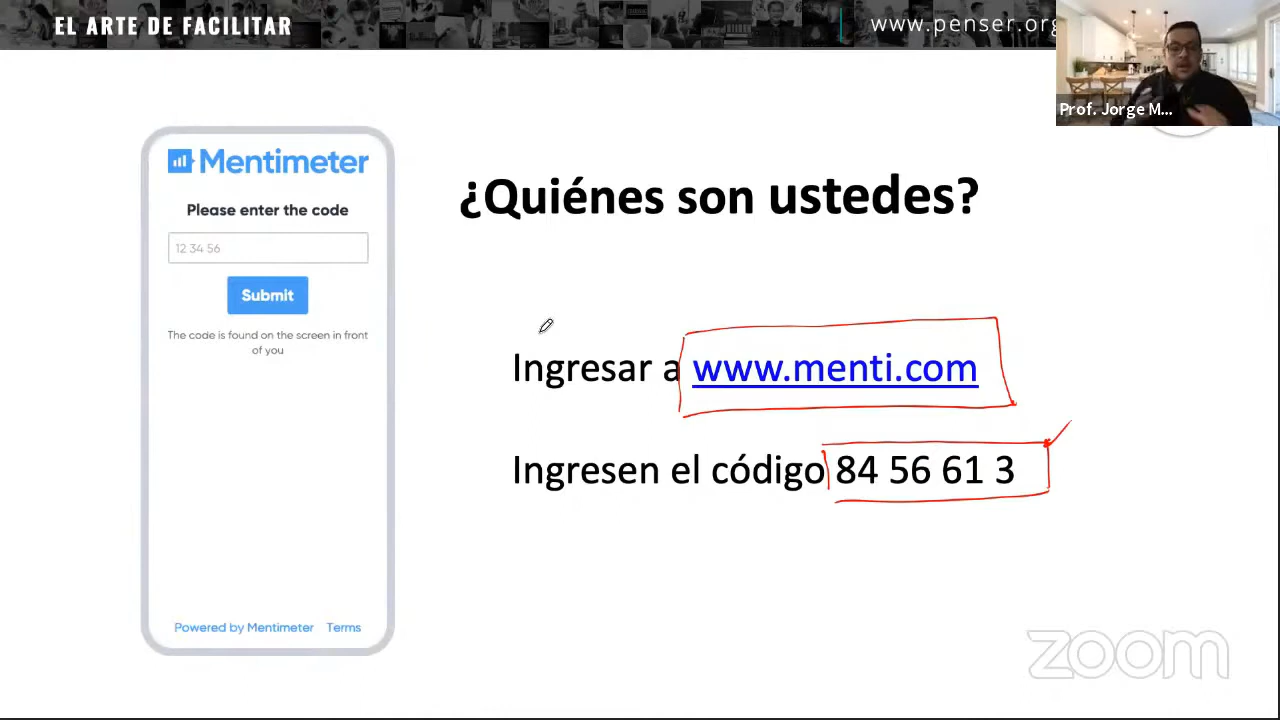 EL ARTE DE FACILITAR
www.penser.org
Prof. Jorge M...
Mentimeter
Please enter the code
12 34 56
Submit
The code is found on the screen in front
of you
Powered by Mentimeter Terms
¿Quiénes son ustedes?
Ingresar a www.menti.com
Ingresen el código 84 56 61 3
zoom